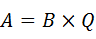 A = B × Q